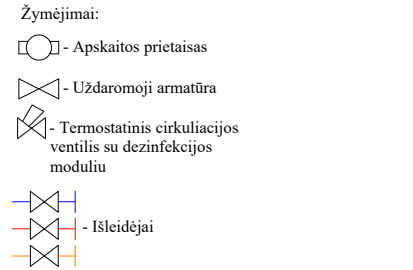 Žymėjimai:
- Apskaitos prietaisas
- Uždaromoji armatūra
- Termostatinis cirkuliacijos
ventilis su dezinfekcijos
moduliu
- Išleidėjai